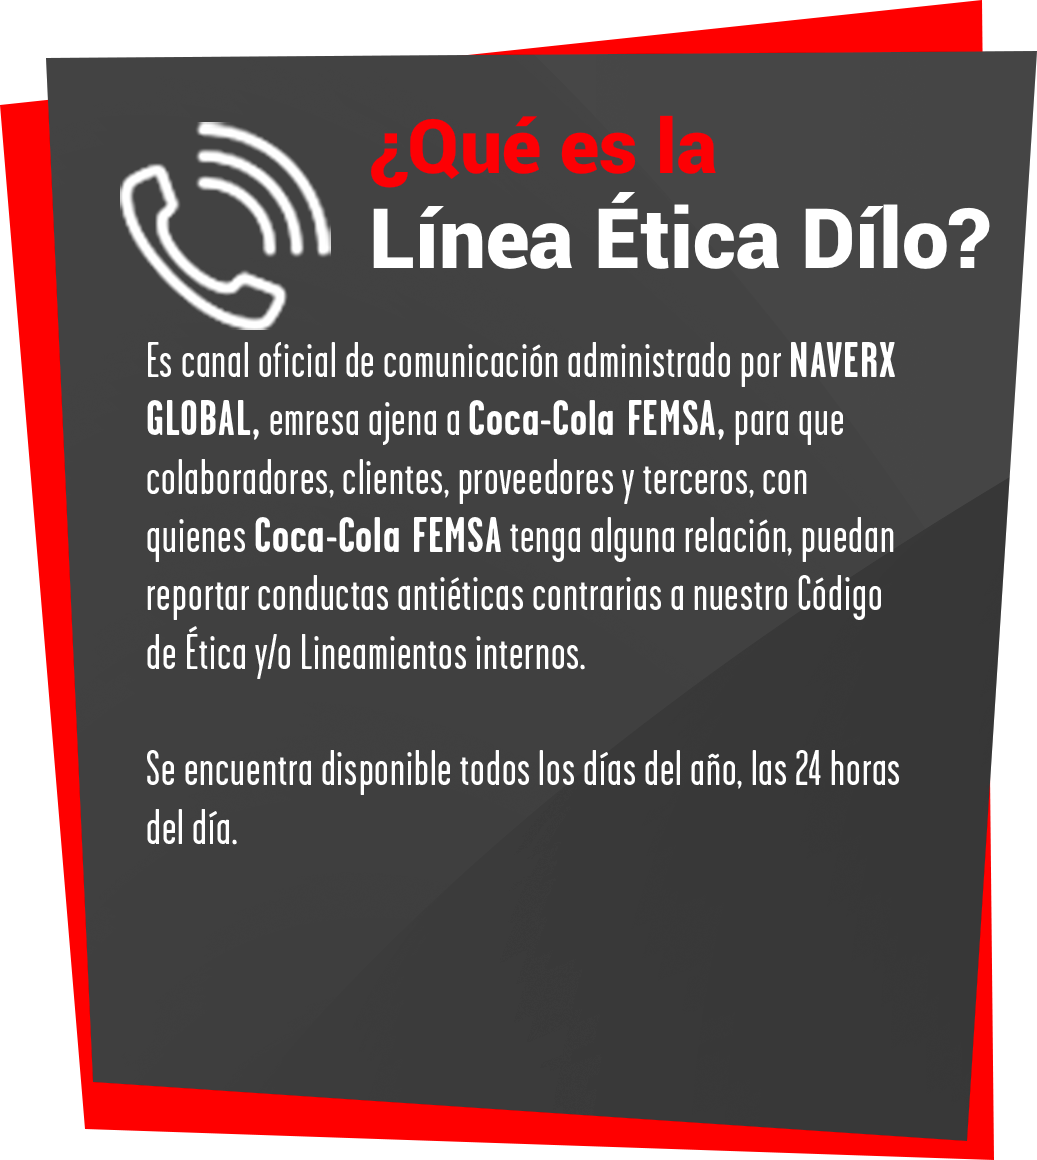 ¿Qué es la
Línea Ética Dílo?
Es canal oficial de comunicación administrado por NAVERX
GLOBAL, emresa ajena a Coca-Cola FEMSA, para que
colaboradores, clientes, proveedores y terceros, con
quienes Coca-Cola FEMSA tenga alguna relación, puedan
reportar conductas antiéticas contrarias a nuestro Código
de Ética y/o Lineamientos internos.
Se encuentra disponible todos los días del año, las 24 horas
del día.